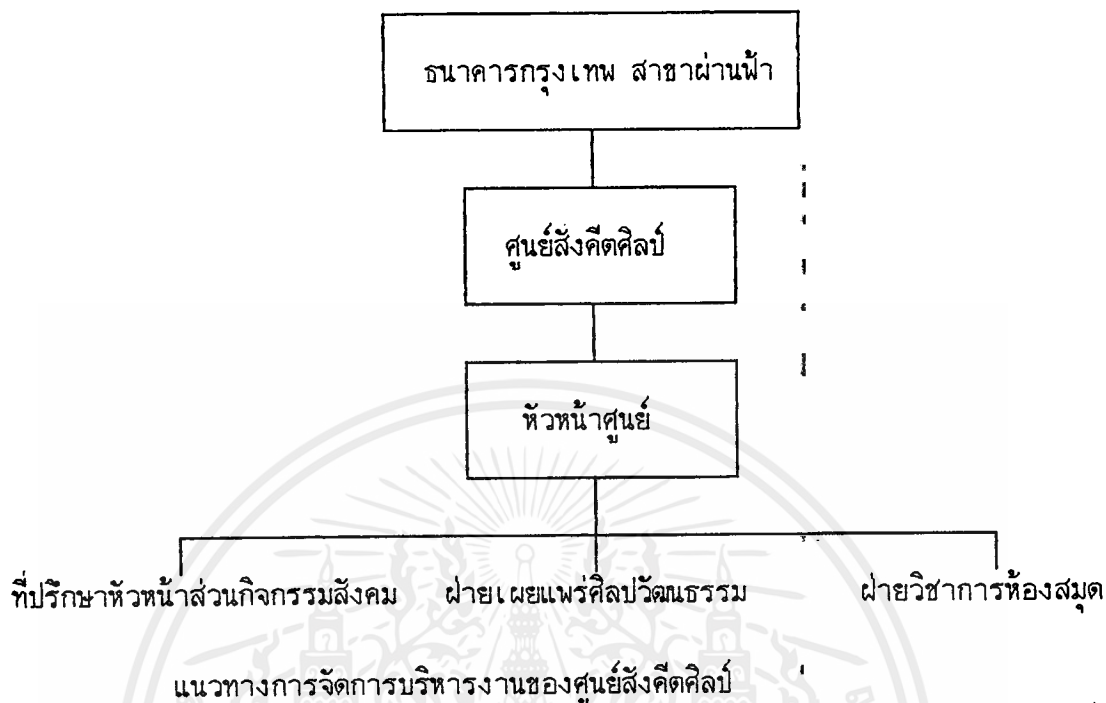 ธนาคารกรุงเทพ สาขาผ่านฟ้า
ศูนย์สังคีตศิลป์
หัวหน้าศูนย์
ที่ปรึกษาหัวหน้าส่วนกิจกรรมสังคม ฝ่ายเผยแพร่ศิลปวัฒนธรรม ฝ่ายวิชาการห้องสมุด
แนวทางการจัดการบริหารงานของศูนย์สังคีตศิลป์